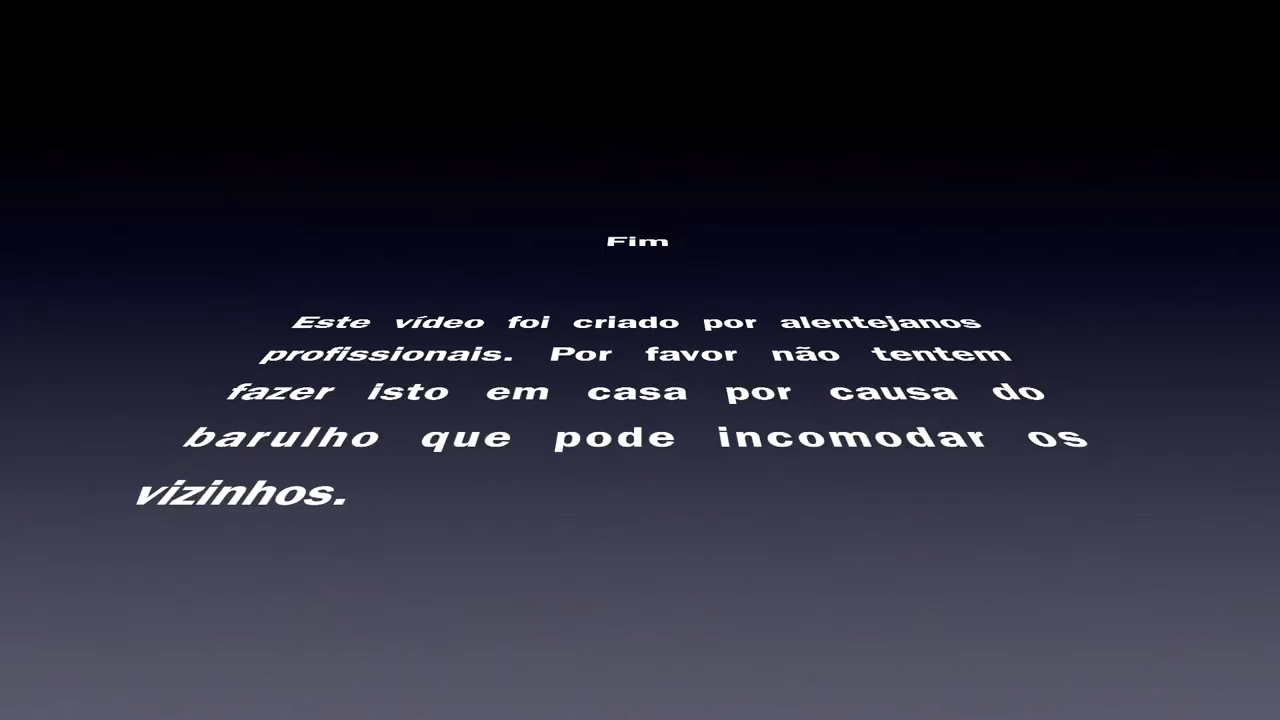 Fim
Este vídeo foi criado por alentejanos
profissionais. Por favor não tentem
fazer isto em casa por causa do
barulho que pode incomodar os
vizinhos.